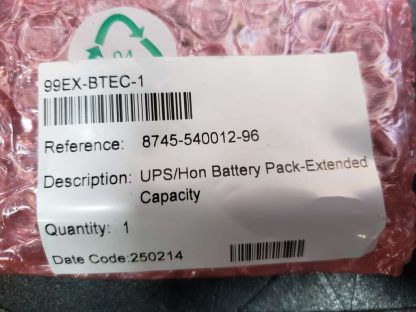 04
99EX-BTEC-1
Reference: 8745-540012-96
Description: UPS/Hon Battery Pack-Extended
Capacity
Quantity: 1
Date Code:250214